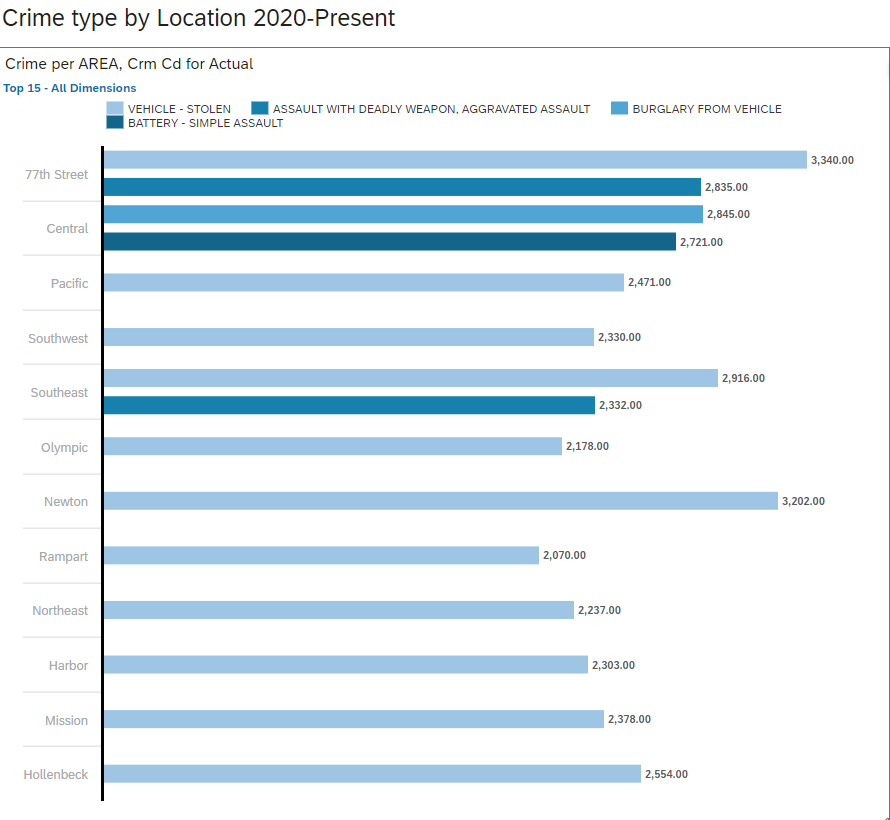 Crime type by Location 2020-Present
Crime per AREA, Crm Cd for Actual
Top 15 - All Dimensions
VEHICLE - STOLEN ASSAULT WITH DEADLY WEAPON, AGGRAVATED ASSAULT BURGLARY FROM VEHICLE
BATTERY - SIMPLE ASSAULT
77th Street
3,340.00
2,835.00
Central
2,845.00
2,721.00
Pacific
2,471.00
Southwest
2,330.00
Southeast
2,916.00
2,332.00
Olympic
2,178.00
Newton
3,202.00
Rampart
2,070.00
Northeast
2,237.00
Harbor
2,303.00
Mission
2,378.00
Hollenbeck
2,554.00